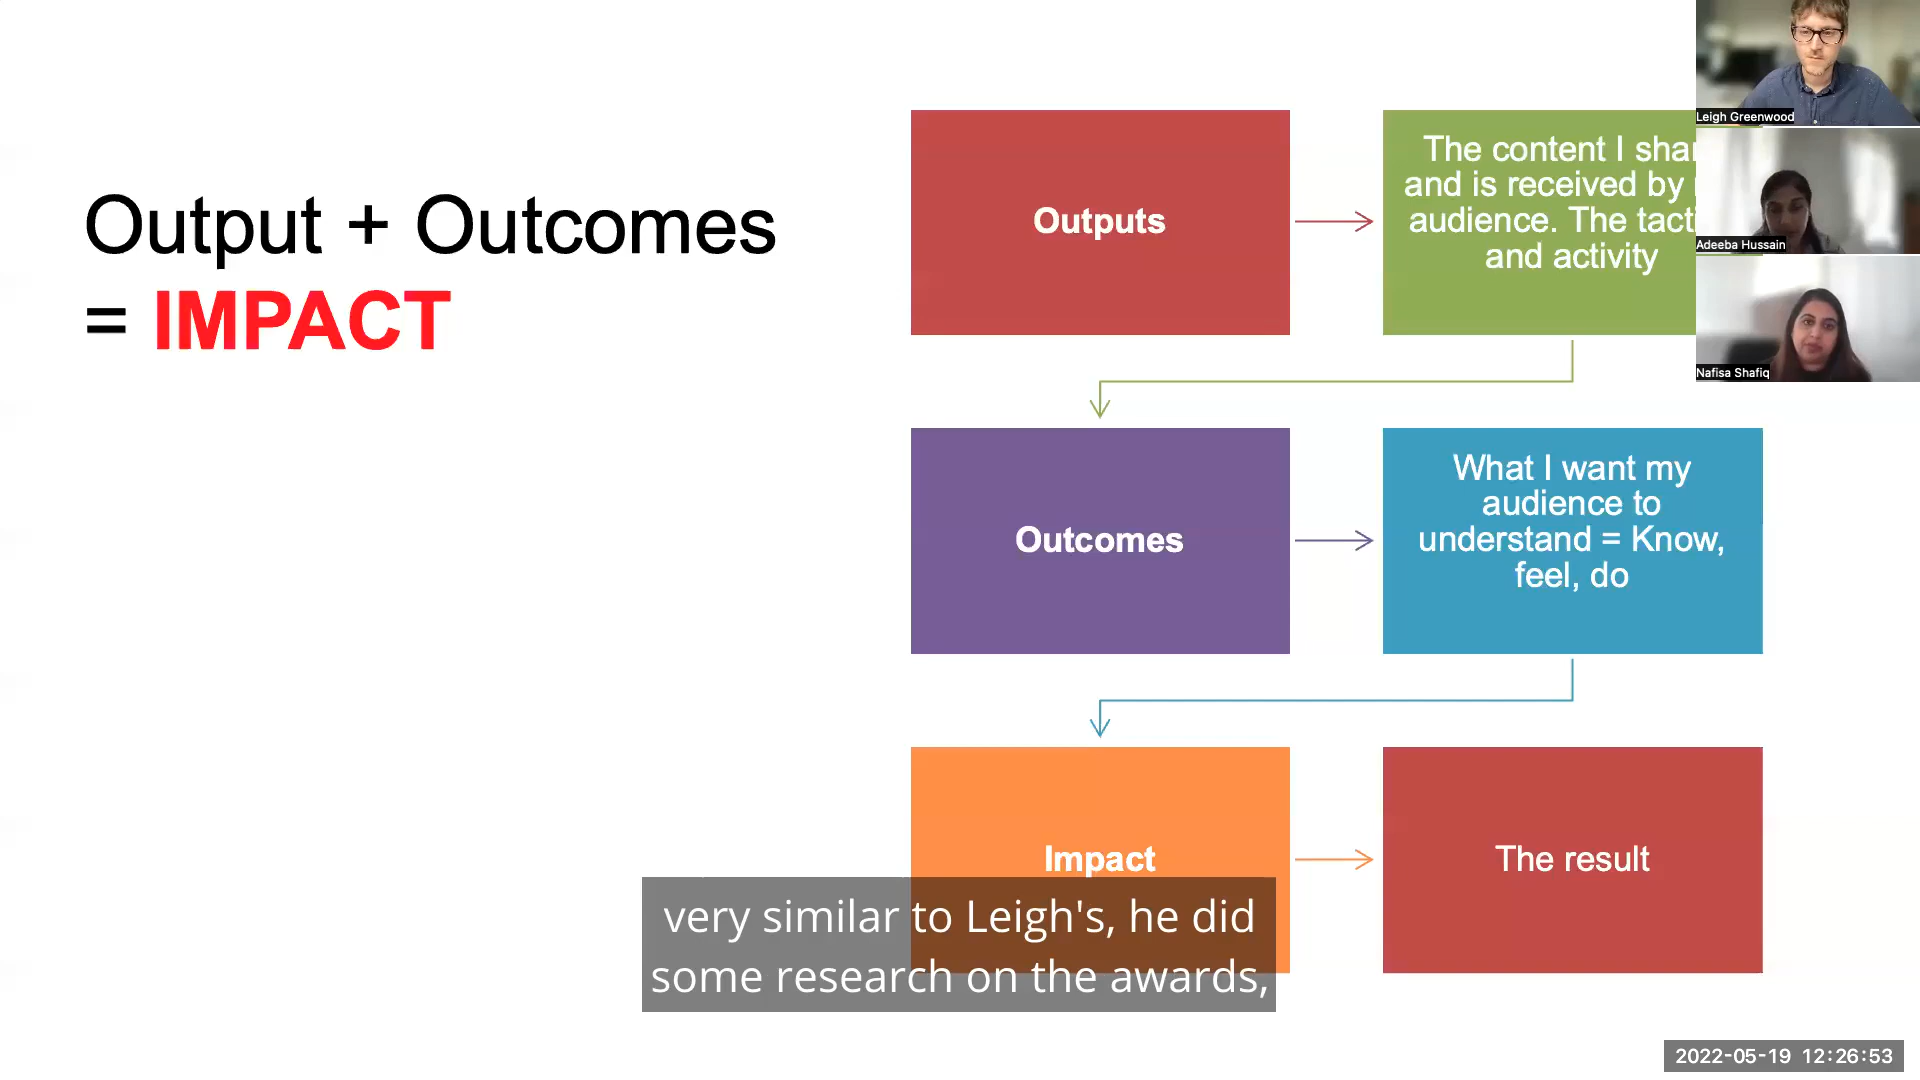 Output + Outcomes
= IMPACT
Outputs
The content I shar
and is received by
audience. The tacti
and activity
Outcomes
What I want my
audience to
understand = Know,
feel, do
Impact
The result
very similar to Leigh's, he did
some research on the awards,
Leigh Greenwood
Adeeba Hussain
Nafisa Shafiq
2022-05-19 12:26:53